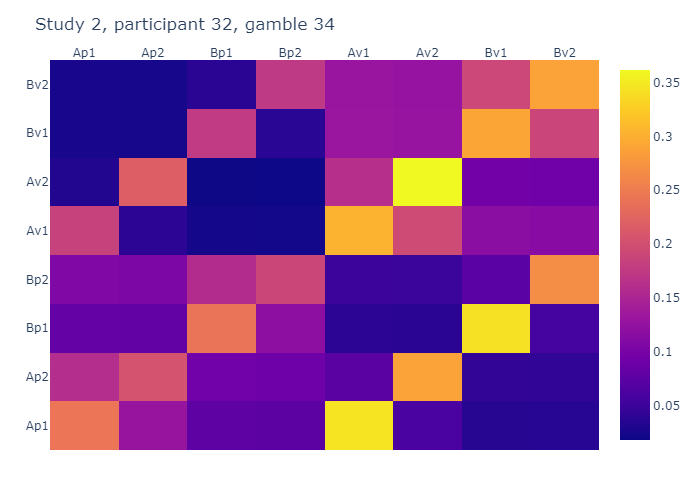 Study 2, participant 32, gamble 34
Ap1 Ap2 Bp1 Bp2 Av1 Av2 Bv1 Bv2
Bv2
Bv1
Av2
Av1
Bp2
Bp1
Ap2
Ap1
0.35
0.3
0.25
0.2
0.15
0.1
0.05